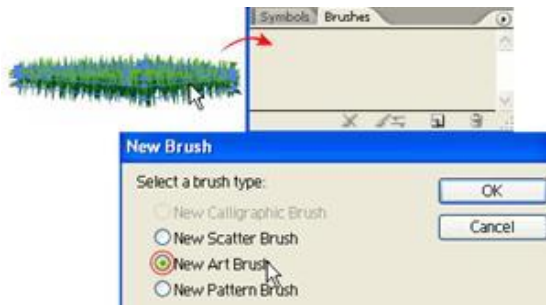 Symbols Brushes
New Brush
Select a brush type:
New Calligraphic Brush
New Scatter Brush
New Art Brush
New Pattern Brush
OK
Cancel